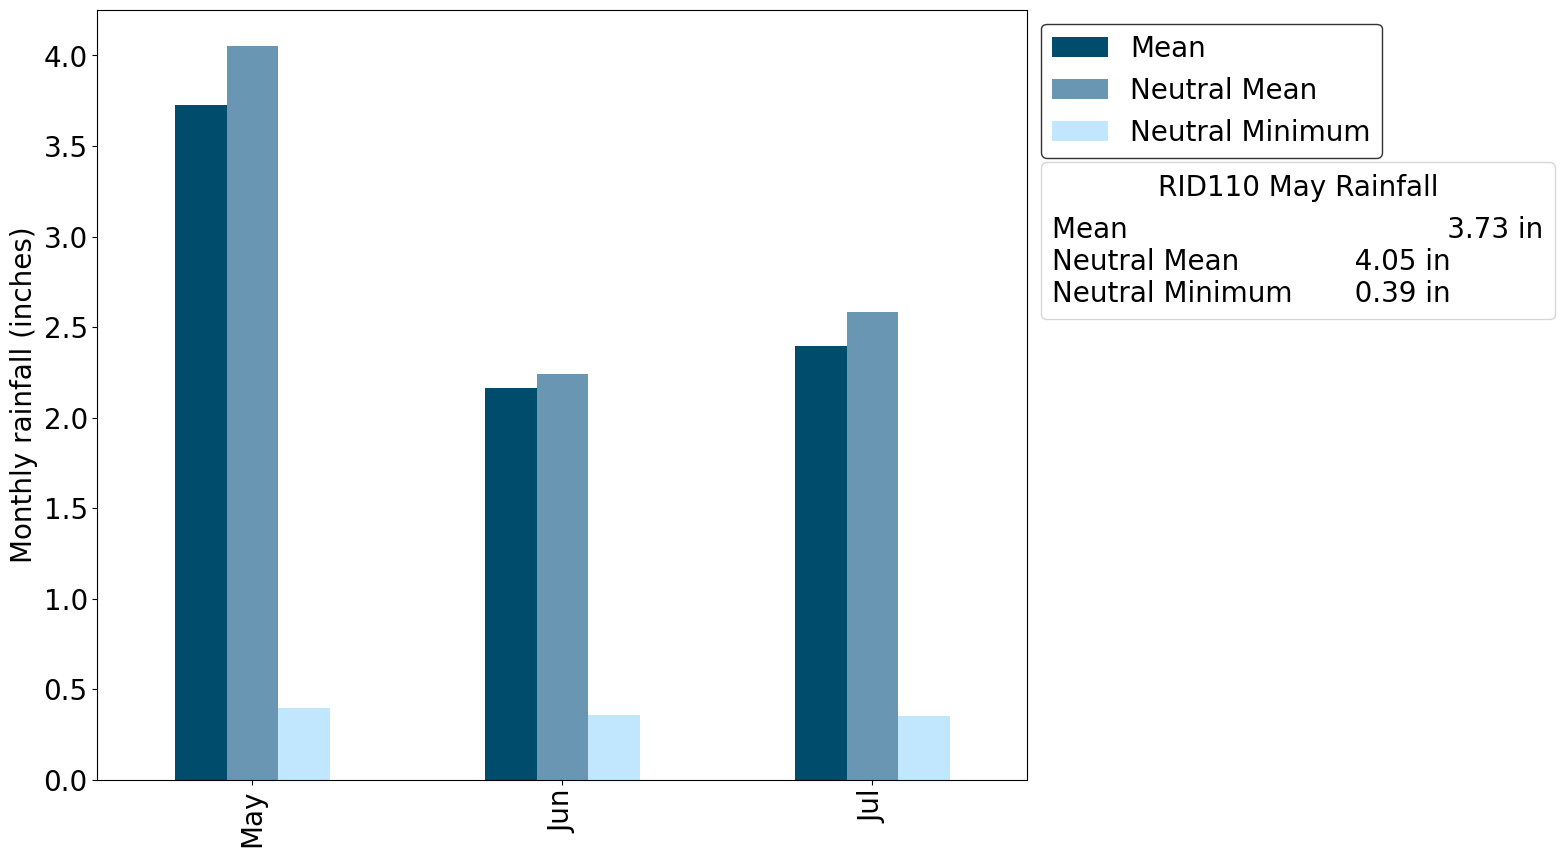 Monthly rainfall (inches)
4.0
3.5
3.0
2.5
2.0
1.5
1.0
0.5
0.0
May
Jun
Jul
Mean
Neutral Mean
Neutral Minimum
RID110 May Rainfall
Mean 3.73 in
Neutral Mean 4.05 in
Neutral Minimum 0.39 in